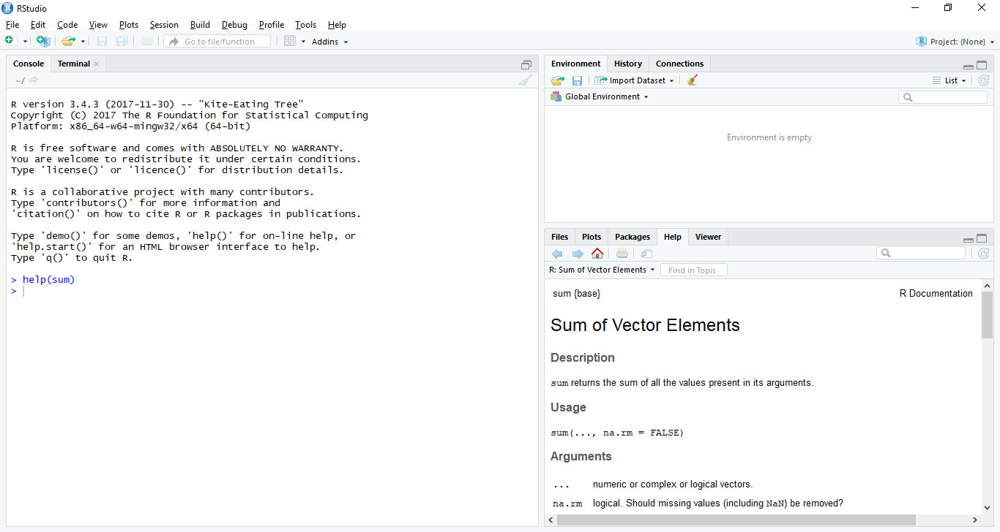 RStudio
File Edit Code View Plots Session Build Debug Profile Tools Help
Go to file/function Addins Project: (None)
Console Terminal
~/
R version 3.4.3 (2017-11-30) -- "Kite-Eating Tree"
Copyright (C) 2017 The R Foundation for Statistical Computing
Platform: x86_64-w64-mingw32/x64 (64-bit)
R is free software and comes with ABSOLUTELY NO WARRANTY.
You are welcome to redistribute it under certain conditions.
Type 'license()' or 'licence()' for distribution details.
R is a collaborative project with many contributors.
Type 'contributors()' for more information and
'citation()' on how to cite R or R packages in publications.
Type 'demo()' for some demos, 'help()' for on-line help, or
'help.start()' for an HTML browser interface to help.
Type 'q()' to quit R.
> help(sum)
>
Environment History Connections
Import Dataset List
Global Environment
Environment is empty
Files Plots Packages Help Viewer
R: Sum of Vector Elements Find in Topic
sum {base} R Documentation
Sum of Vector Elements
Description
sum returns the sum of all the values present in its arguments.
Usage
sum(..., na.rm = FALSE)
Arguments
... numeric or complex or logical vectors.
na.rm logical. Should missing values (including NaN) be removed?